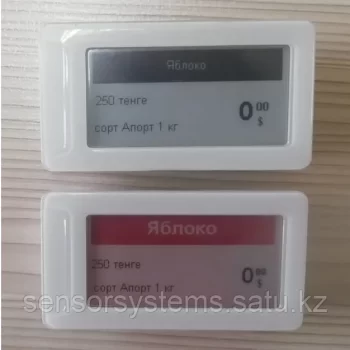 Яблоко
250 тенге
0 00
$
сорт Апорт 1 кг
Яблоко
250 тенге
0 00
$
сорт Апорт 1 кг
sensorsystems.satu.kz